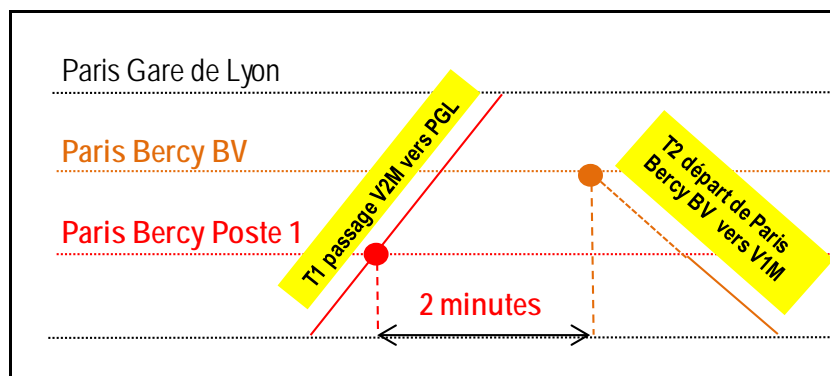 Paris Gare de Lyon
Paris Bercy BV
Paris Bercy Poste 1
T1 passage V2M vers PGL
T2 départ de Paris
Bercy BV vers V1M
2 minutes